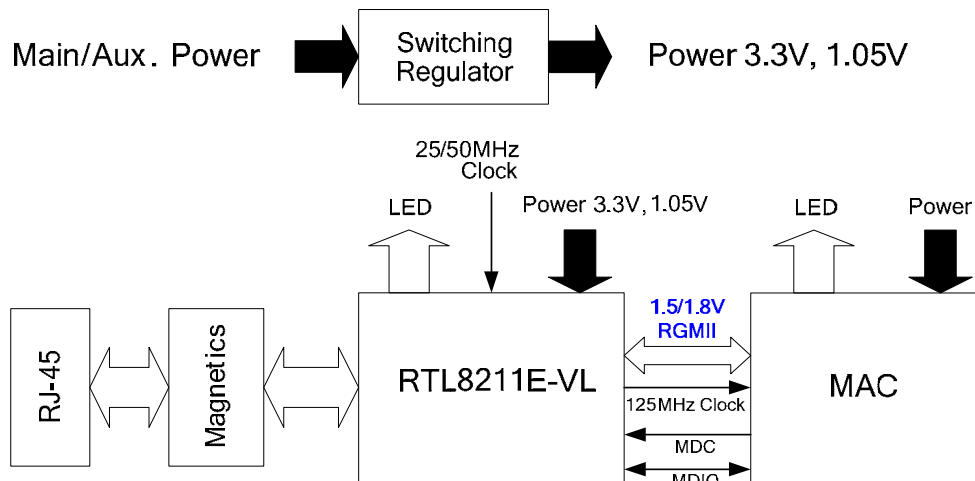 Main/Aux. Power
Switching
Regulator
Power 3.3V, 1.05V
25/50MHz
Clock
LED
Power 3.3V, 1.05V
LED
Power
1.5/1.8V
RGMII
RJ-45
Magnetics
RTL8211E-VL
MAC
125MHz Clock
MDC
MDIO